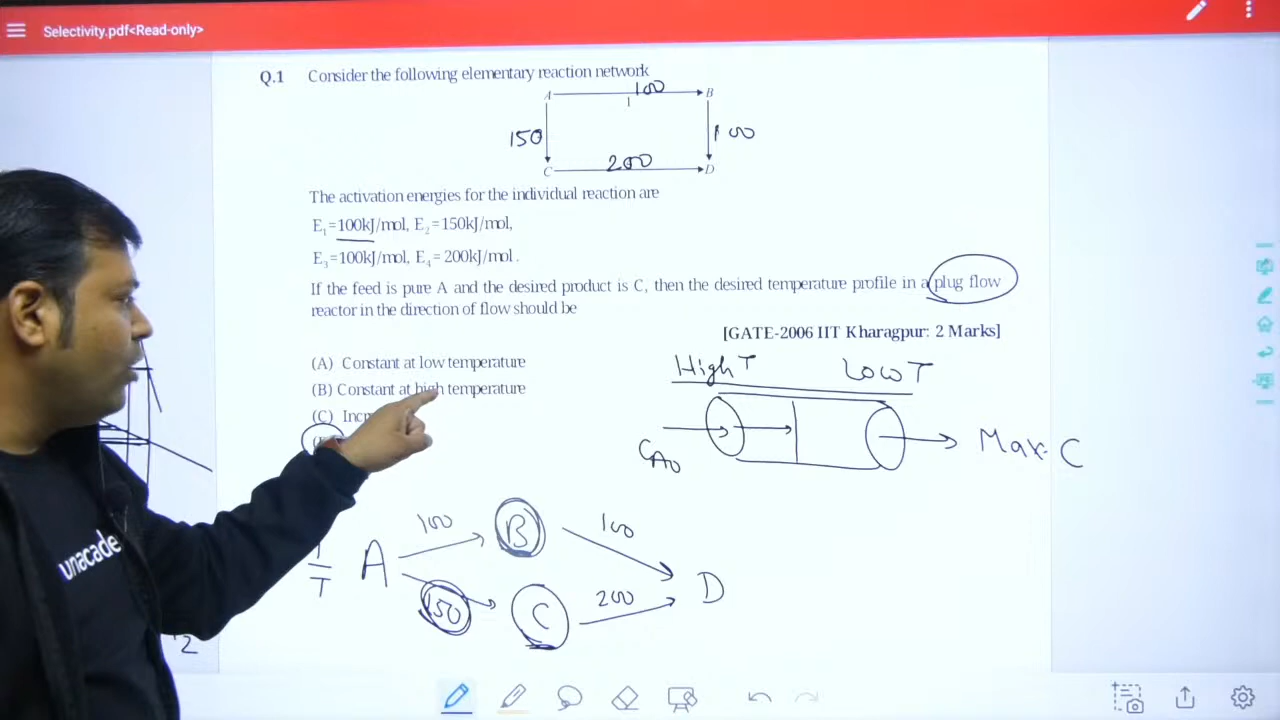 Selectivity.pdf<Read-only>
Q.1 Consider the following elementary reaction network
A 100 B
1
150 100
200
C D
The activation energies for the individual reaction are
E₁=100kJ/mol, E₂=150kJ/mol,
E₃=100kJ/mol, E₄=200kJ/mol.
If the feed is pure A and the desired product is C, then the desired temperature profile in a plug flow
reactor in the direction of flow should be
[GATE-2006 IIT Kharagpur: 2 Marks]
(A) Constant at low temperature
(B) Constant at high temperature
(C)
High T Low T
CA0
Max. C
100 B 100
A D
150 C 200
T
unacade
2